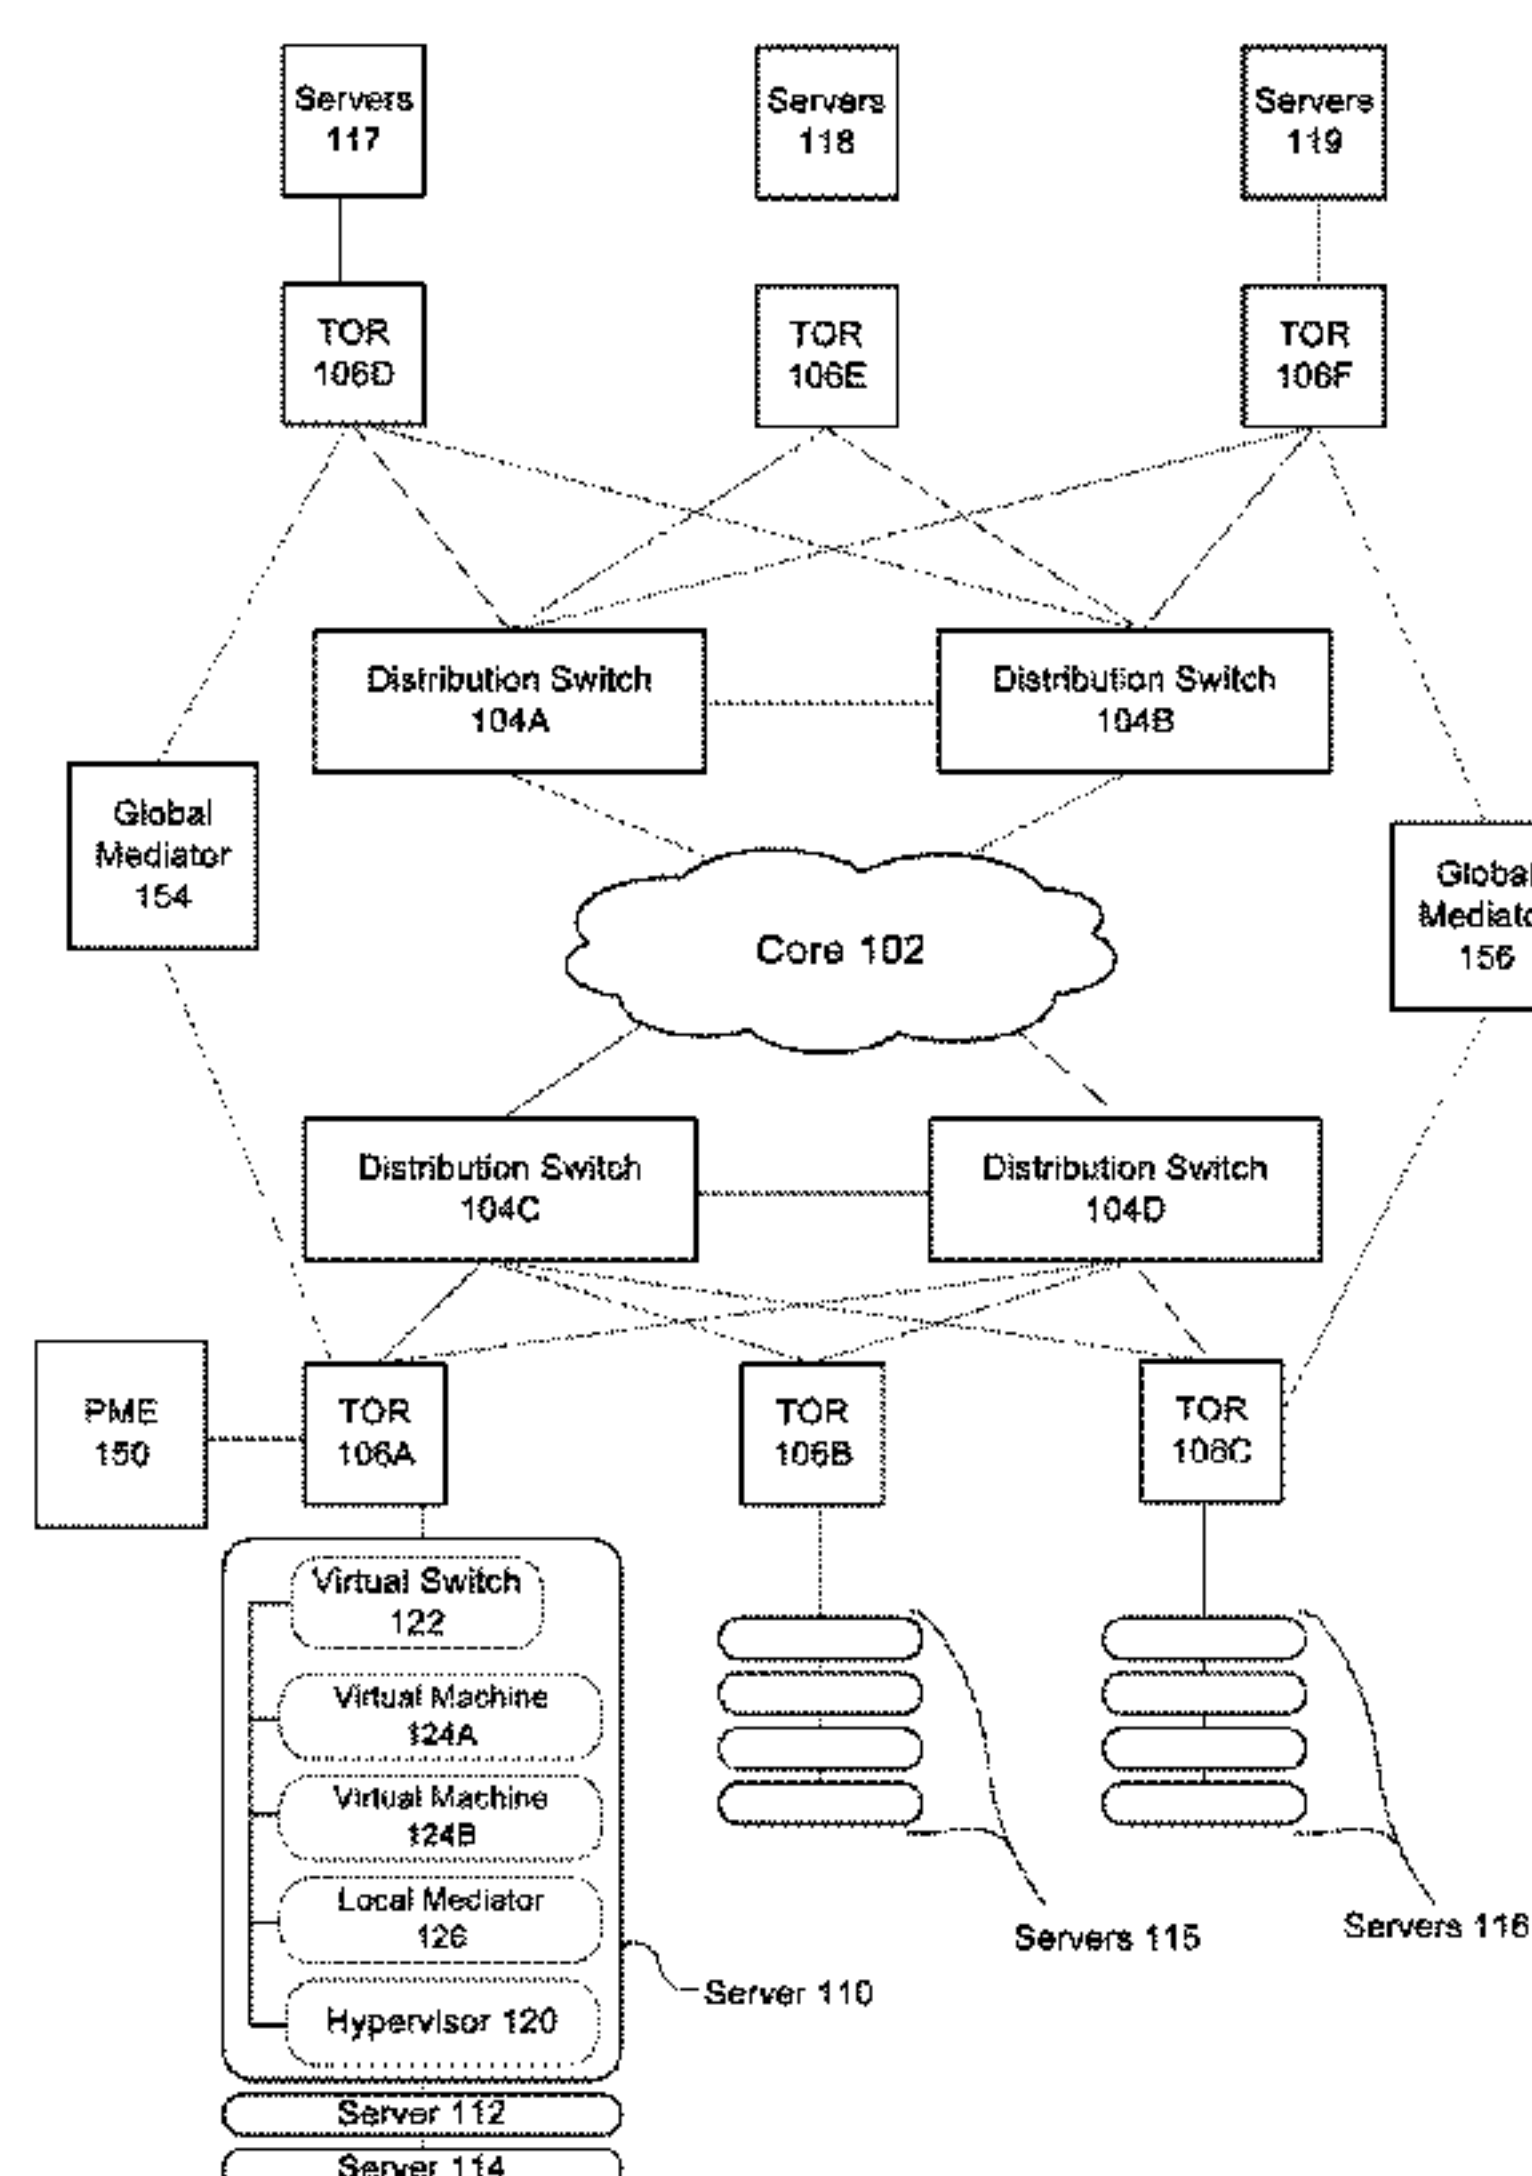 Servers
117
Servers
118
Servers
119
TOR
106D
TOR
106E
TOR
106F
Distribution Switch
104A
Distribution Switch
104B
Global
Mediator
154
Global
Mediato
156
Core 102
Distribution Switch
104C
Distribution Switch
104D
PME
150
TOR
106A
TOR
106B
TOR
106C
Virtual Switch
122
Virtual Machine
124A
Virtual Machine
124B
Local Mediator
126
Hypervisor 120
Servers 115
Servers 116
Server 110
Server 112
Server 114